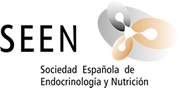 SEEN
Sociedad Española de
Endocrinología y Nutrición